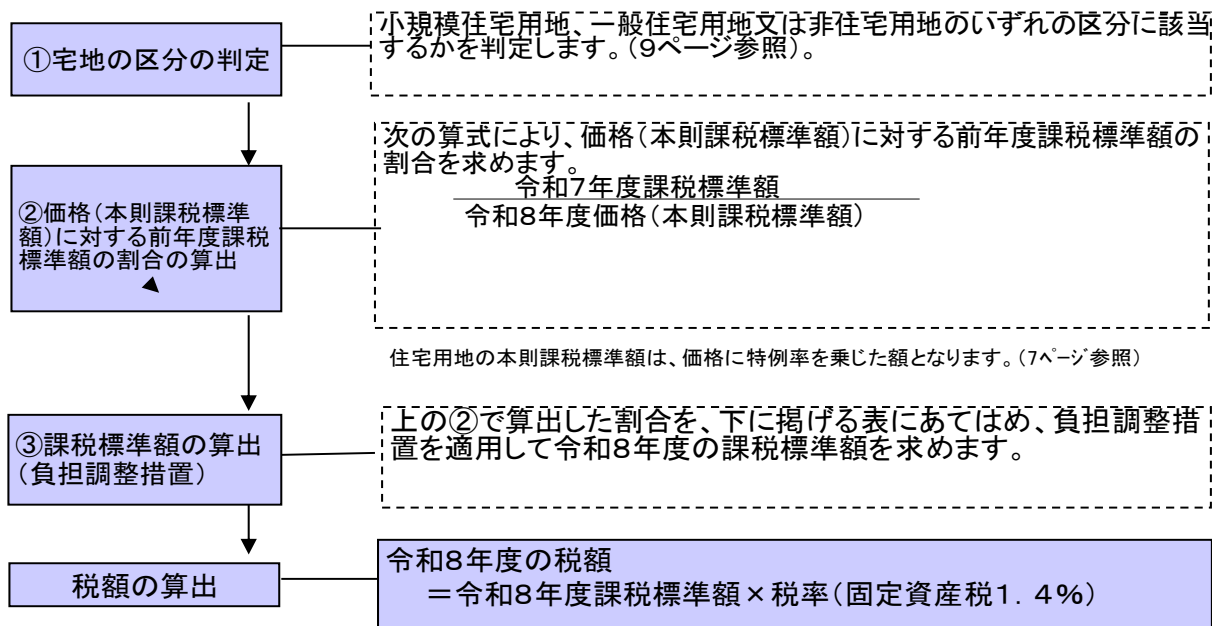 ①宅地の区分の判定
小規模住宅用地、一般住宅用地又は非住宅用地のいずれの区分に該当
するかを判定します。(9ページ参照)。
②価格(本則課税標準
額)に対する前年度課税
標準額の割合の算出
次の算式により、価格(本則課税標準額)に対する前年度課税標準額の
割合を求めます。
令和7年度課税標準額
令和8年度価格(本則課税標準額)
住宅用地の本則課税標準額は、価格に特例率を乗じた額となります。(7ページ参照)
③課税標準額の算出
(負担調整措置)
上の②で算出した割合を、下に掲げる表にあてはめ、負担調整措
置を適用して令和8年度の課税標準額を求めます。
税額の算出
令和8年度の税額
=令和8年度課税標準額×税率(固定資産税1.4%)